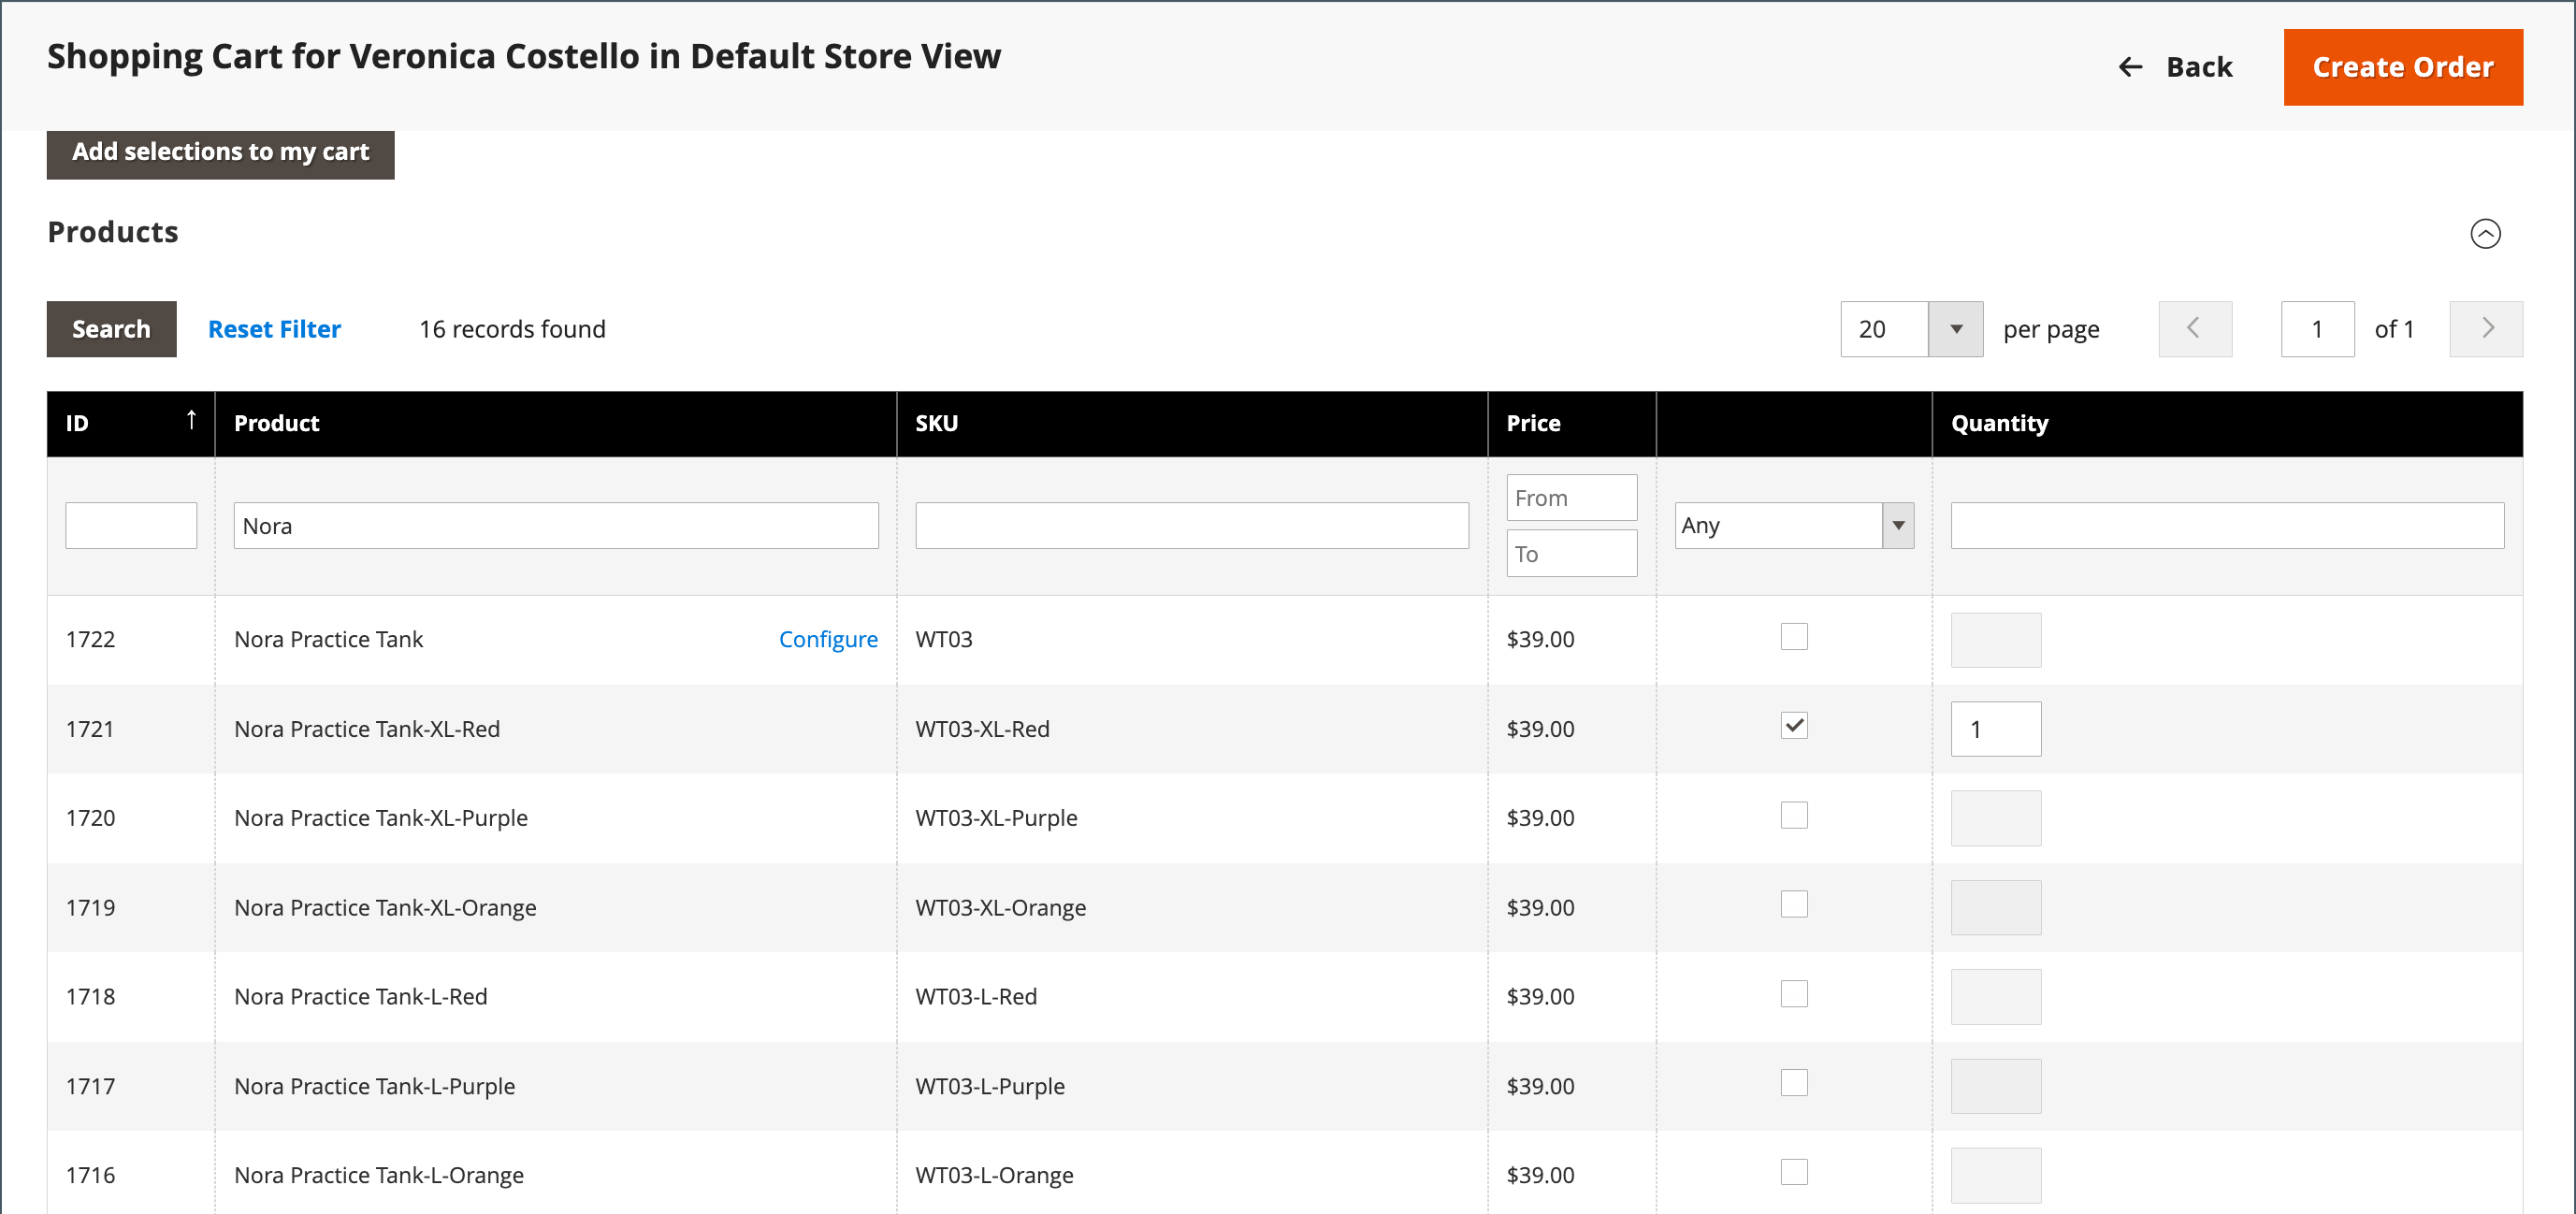 Shopping Cart for Veronica Costello in Default Store View
← Back
Create Order
Add selections to my cart
Products
Search
Reset Filter
16 records found
20
per page
1
of 1
ID ↑ Product SKU Price Quantity
Nora
From
To
Any
1722 Nora Practice Tank Configure WT03 $39.00
1721 Nora Practice Tank-XL-Red WT03-XL-Red $39.00 1
1720 Nora Practice Tank-XL-Purple WT03-XL-Purple $39.00
1719 Nora Practice Tank-XL-Orange WT03-XL-Orange $39.00
1718 Nora Practice Tank-L-Red WT03-L-Red $39.00
1717 Nora Practice Tank-L-Purple WT03-L-Purple $39.00
1716 Nora Practice Tank-L-Orange WT03-L-Orange $39.00